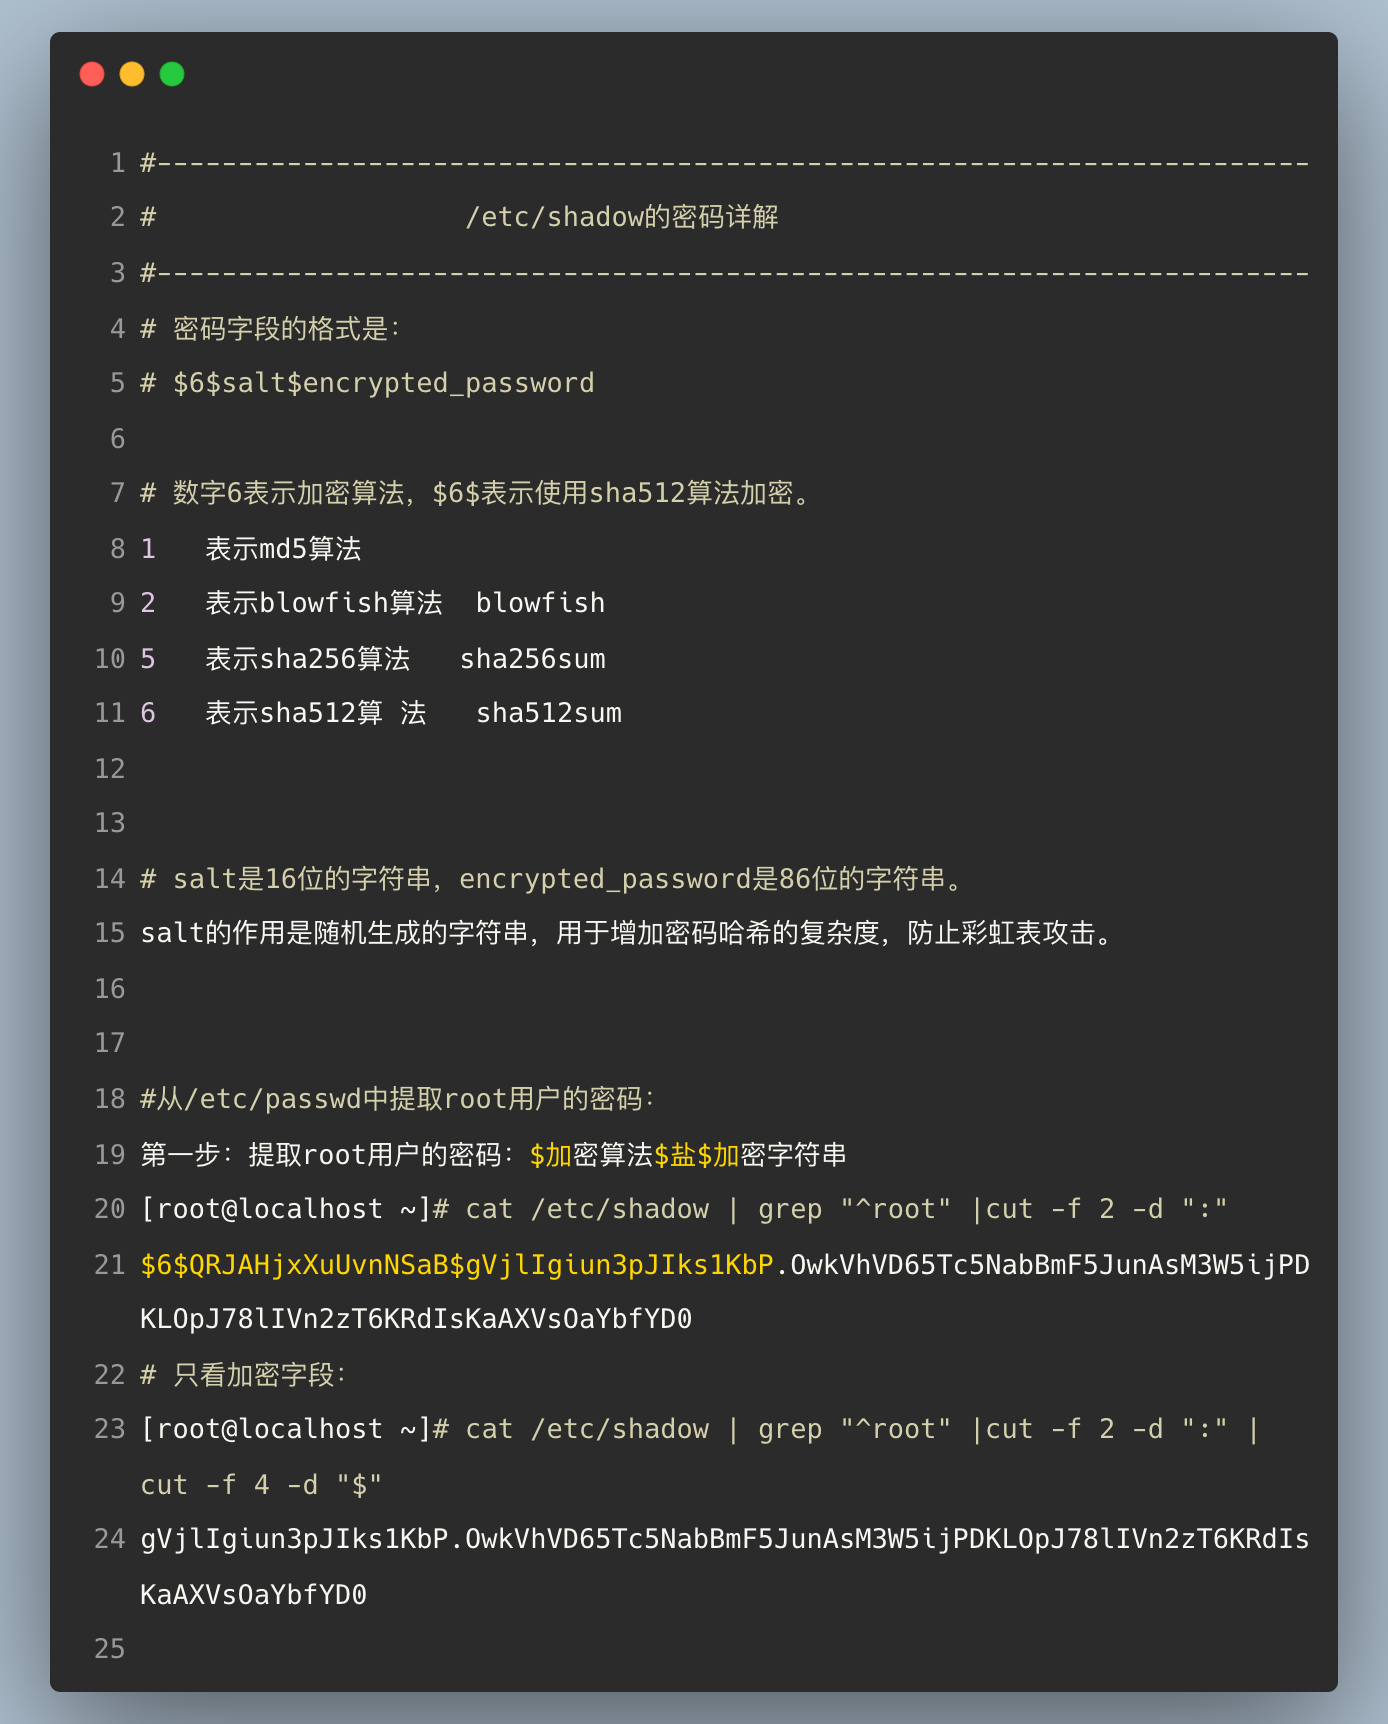 1 #-----------------------------------------------------------------------
2 #                   /etc/shadow的密码详解
3 #-----------------------------------------------------------------------
4 # 密码字段的格式是：
5 # $6$salt$encrypted_password
6
7 # 数字6表示加密算法，$6$表示使用sha512算法加密。
8 1   表示md5算法
9 2   表示blowfish算法  blowfish
10 5   表示sha256算法   sha256sum
11 6   表示sha512算 法   sha512sum
12
13
14 # salt是16位的字符串，encrypted_password是86位的字符串。
15 salt的作用是随机生成的字符串，用于增加密码哈希的复杂度，防止彩虹表攻击。
16
17
18 #从/etc/passwd中提取root用户的密码：
19 第一步：提取root用户的密码：$加密算法$盐$加密字符串
20 [root@localhost ~]# cat /etc/shadow | grep "^root" |cut -f 2 -d ":"
21 $6$QRJAHjxXuUvnNSaB$gVjlIgiun3pJIks1KbP.OwkVhVD65Tc5NabBmF5JunAsM3W5ijPD
KLOpJ78lIVn2zT6KRdIsKaAXVsOaYbfYD0
22 # 只看加密字段：
23 [root@localhost ~]# cat /etc/shadow | grep "^root" |cut -f 2 -d ":" |
cut -f 4 -d "$"
24 gVjlIgiun3pJIks1KbP.OwkVhVD65Tc5NabBmF5JunAsM3W5ijPDKLOpJ78lIVn2zT6KRdIs
KaAXVsOaYbfYD0
25